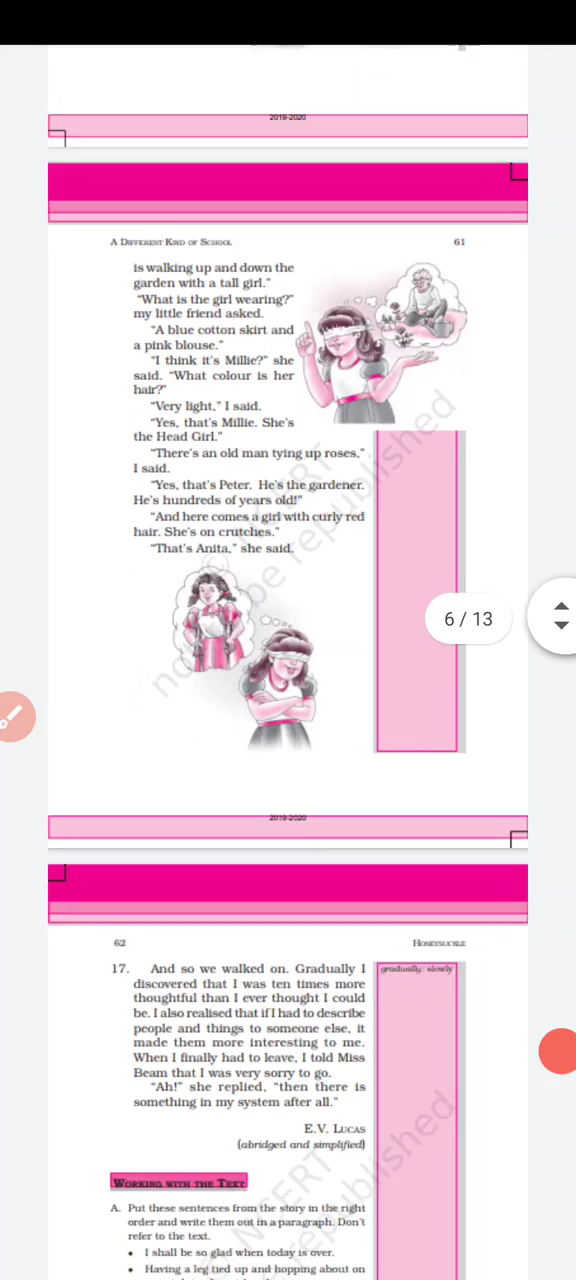 2019-2020
A DIFFERENT KIND OF SCHOOL 61
is walking up and down the
garden with a tall girl."
"What is the girl wearing?"
my little friend asked.
"A blue cotton skirt and
a pink blouse."
"I think it's Millie?" she
said. "What colour is her
hair?"
"Very light," I said.
"Yes, that's Millie. She's
the Head Girl."
"There's an old man tying up roses,"
I said.
"Yes, that's Peter. He's the gardener.
He's hundreds of years old!"
"And here comes a girl with curly red
hair. She's on crutches."
"That's Anita," she said.
© NCERT
not to be republished
6 / 13
2019-2020
62 HONEYSUCKLE
17. And so we walked on. Gradually I
discovered that I was ten times more
thoughtful than I ever thought I could
be. I also realised that if I had to describe
people and things to someone else, it
made them more interesting to me.
When I finally had to leave, I told Miss
Beam that I was very sorry to go.
"Ah!" she replied, "then there is
something in my system after all."
gradually: slowly
E.V. LUCAS
(abridged and simplified)
WORKING WITH THE TEXT
A. Put these sentences from the story in the right
order and write them out in a paragraph. Don't
refer to the text.
• I shall be so glad when today is over.
• Having a leg tied up and hopping about on
NCERT
be republished